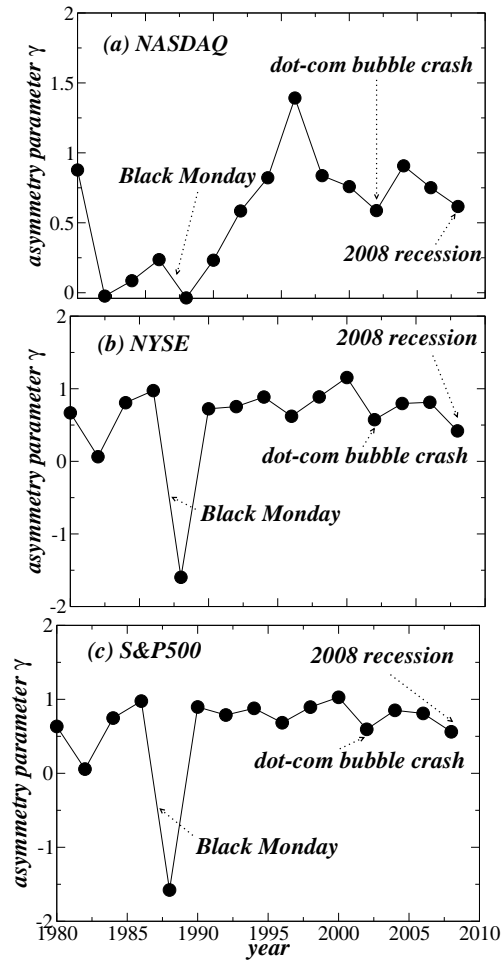 2
(a) NASDAQ
dot-com bubble crash
1.5
asymmetry parameter γ
1
Black Monday
0.5
2008 recession
0
2
(b) NYSE
2008 recession
1
asymmetry parameter γ
0
dot-com bubble crash
-1
Black Monday
-2
2
(c) S&P500
2008 recession
1
asymmetry parameter γ
dot-com bubble crash
0
-1
Black Monday
-2
1980 1985 1990 1995 2000 2005 2010
year